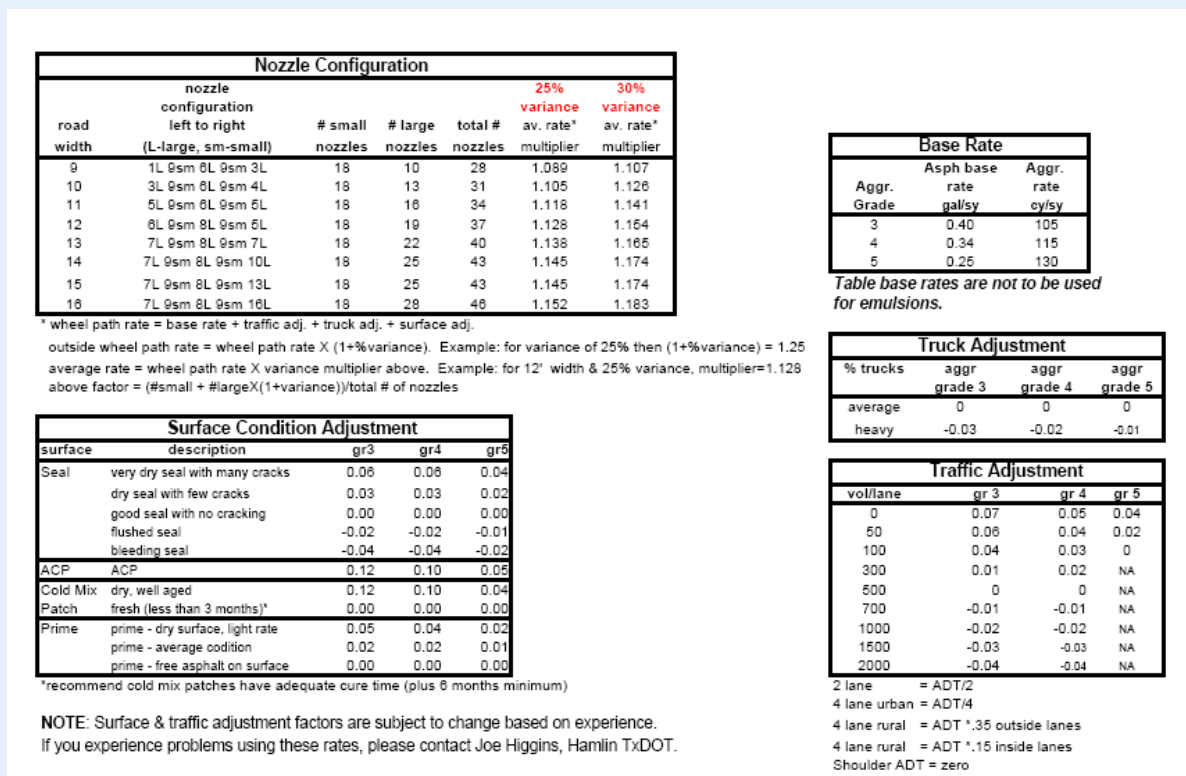 Nozzle Configuration
nozzle 25% 30%
configuration variance variance
road left to right # small # large total # av. rate* av. rate*
width (L-large, sm-small) nozzles nozzles nozzles multiplier multiplier
9 1L 9sm 6L 9sm 3L 18 10 28 1.089 1.107
10 3L 9sm 6L 9sm 4L 18 13 31 1.105 1.126
11 5L 9sm 6L 9sm 5L 18 16 34 1.118 1.141
12 6L 9sm 8L 9sm 5L 18 19 37 1.128 1.154
13 7L 9sm 8L 9sm 7L 18 22 40 1.138 1.165
14 7L 9sm 8L 9sm 10L 18 25 43 1.145 1.174
15 7L 9sm 8L 9sm 13L 18 25 43 1.145 1.174
16 7L 9sm 8L 9sm 16L 18 28 46 1.152 1.183
* wheel path rate = base rate + traffic adj. + truck adj. + surface adj.
outside wheel path rate = wheel path rate X (1+%variance). Example: for variance of 25% then (1+%variance) = 1.25
average rate = wheel path rate X variance multiplier above. Example: for 12' width & 25% variance, multiplier=1.128
above factor = (#small + #largeX(1+variance))/total # of nozzles
Surface Condition Adjustment
surface description gr3 gr4 gr5
Seal very dry seal with many cracks 0.06 0.06 0.04
dry seal with few cracks 0.03 0.03 0.02
good seal with no cracking 0.00 0.00 0.00
flushed seal -0.02 -0.02 -0.01
bleeding seal -0.04 -0.04 -0.02
ACP ACP 0.12 0.10 0.05
Cold Mix dry, well aged 0.12 0.10 0.04
Patch fresh (less than 3 months)* 0.00 0.00 0.00
Prime prime - dry surface, light rate 0.05 0.04 0.02
prime - average codition 0.02 0.02 0.01
prime - free asphalt on surface 0.00 0.00 0.00
*recommend cold mix patches have adequate cure time (plus 6 months minimum)
NOTE: Surface & traffic adjustment factors are subject to change based on experience.
If you experience problems using these rates, please contact Joe Higgins, Hamlin TxDOT.
Base Rate
Asph base Aggr.
Aggr. rate rate
Grade gal/sy cy/sy
3 0.40 105
4 0.34 115
5 0.25 130
Table base rates are not to be used
for emulsions.
Truck Adjustment
% trucks aggr aggr aggr
grade 3 grade 4 grade 5
average 0 0 0
heavy -0.03 -0.02 -0.01
Traffic Adjustment
vol/lane gr 3 gr 4 gr 5
0 0.07 0.05 0.04
50 0.06 0.04 0.02
100 0.04 0.03 0
300 0.01 0.02 NA
500 0 0 NA
700 -0.01 -0.01 NA
1000 -0.02 -0.02 NA
1500 -0.03 -0.03 NA
2000 -0.04 -0.04 NA
2 lane = ADT/2
4 lane urban = ADT/4
4 lane rural = ADT *.35 outside lanes
4 lane rural = ADT *.15 inside lanes
Shoulder ADT = zero